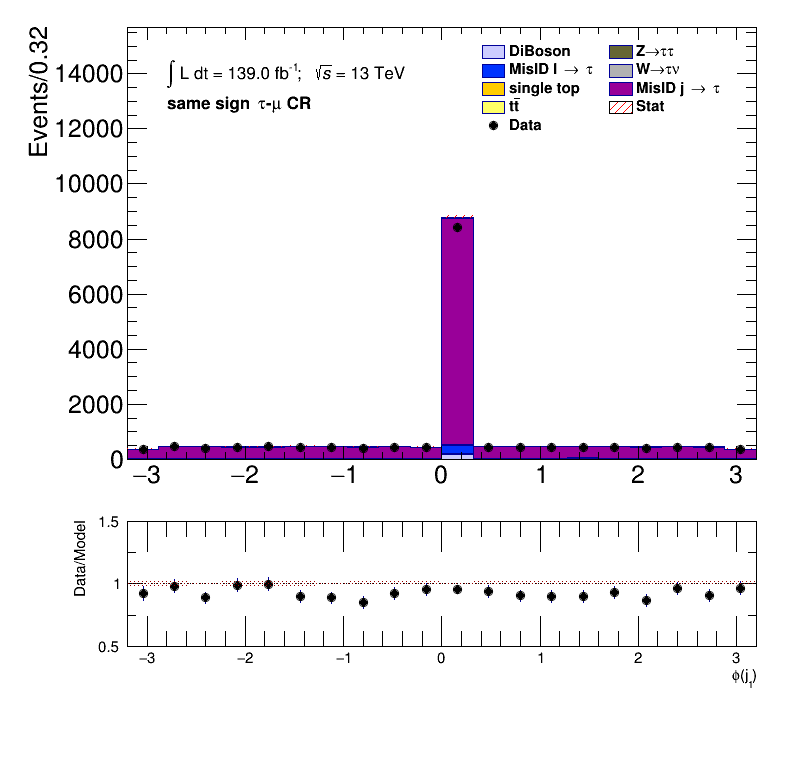 Events/0.32
14000
12000
10000
8000
6000
4000
2000
0
∫ L dt = 139.0 fb⁻¹; √s = 13 TeV
same sign τ-μ CR
DiBoson
MisID l → τ
single top
tt̄
Data
Z→ττ
W→τν
MisID j → τ
Stat
−3 −2 −1 0 1 2 3
Data/Model
1.5
1
0.5
−3 −2 −1 0 1 2 3
ϕ(j₁)